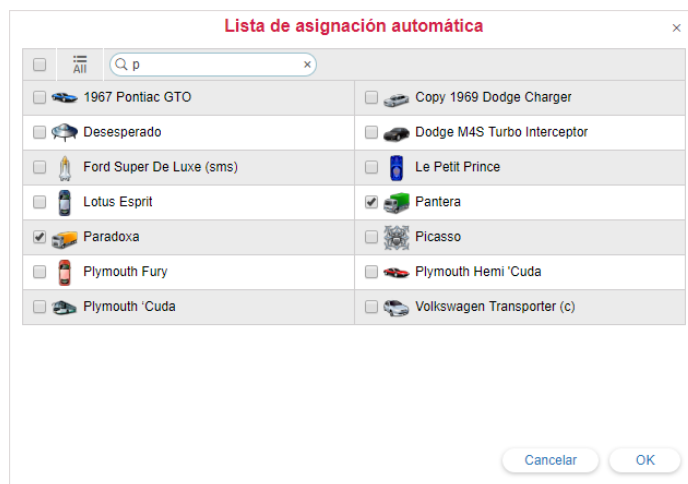 Lista de asignación automática
×
All
p
×
1967 Pontiac GTO
Copy 1969 Dodge Charger
Desesperado
Dodge M4S Turbo Interceptor
Ford Super De Luxe (sms)
Le Petit Prince
Lotus Esprit
Pantera
Paradoxa
Picasso
Plymouth Fury
Plymouth Hemi 'Cuda
Plymouth ‘Cuda
Volkswagen Transporter (c)
Cancelar
OK